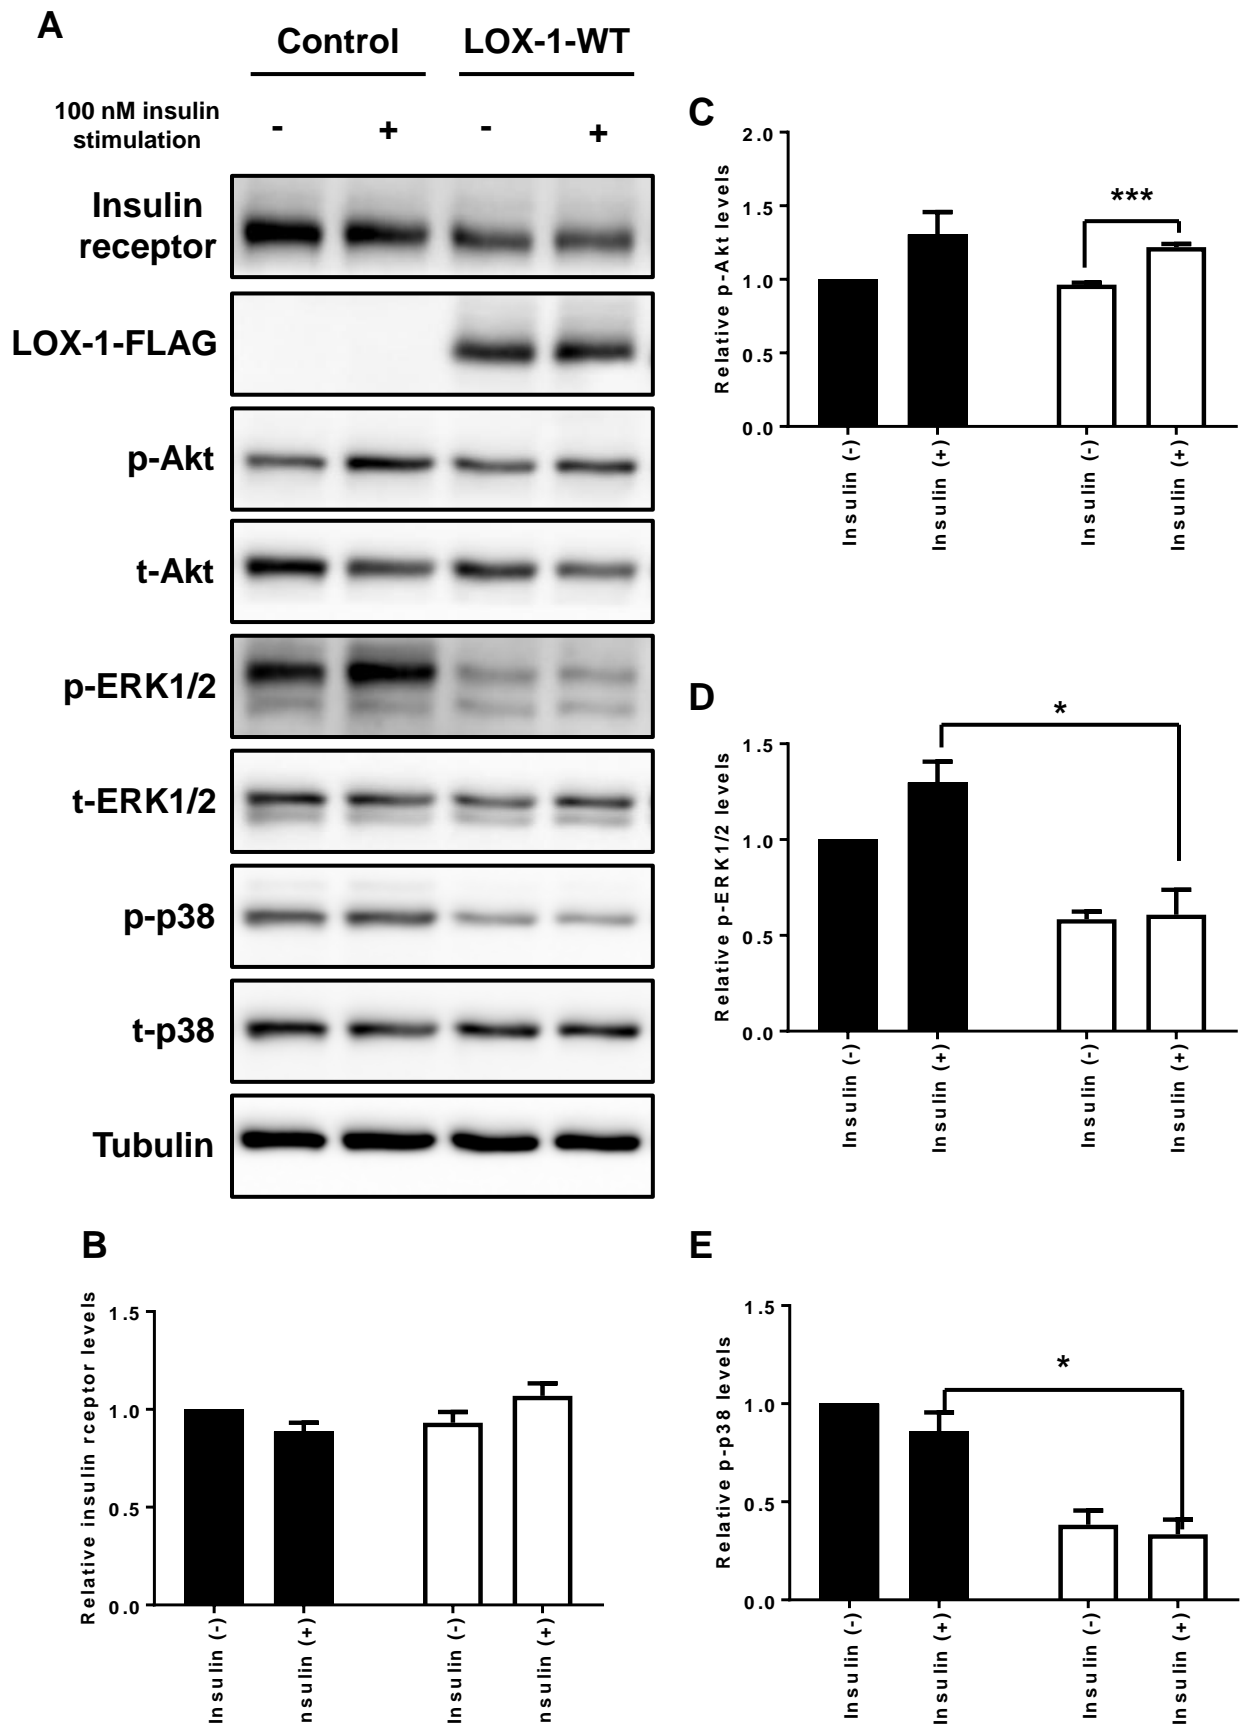 A
Control
LOX-1-WT
100 nM insulin
stimulation
-
+
-
+
Insulin
receptor
LOX-1-FLAG
p-Akt
t-Akt
p-ERK1/2
t-ERK1/2
p-p38
t-p38
Tubulin
B
Relative insulin rceptor levels
1.5
1.0
0.5
0.0
Insulin (-)
nsulin (+)
Insulin (-)
nsulin (+)
C
Relative p-Akt levels
2.0
1.5
1.0
0.5
0.0
***
Insulin (-)
Insulin (+)
Insulin (-)
Insulin (+)
D
Relative p-ERK1/2 levels
1.5
1.0
0.5
0.0
*
Insulin (-)
Insulin (+)
Insulin (-)
Insulin (+)
E
Relative p-p38 levels
1.5
1.0
0.5
0.0
*
Insulin (-)
Insulin (+)
Insulin (-)
Insulin (+)